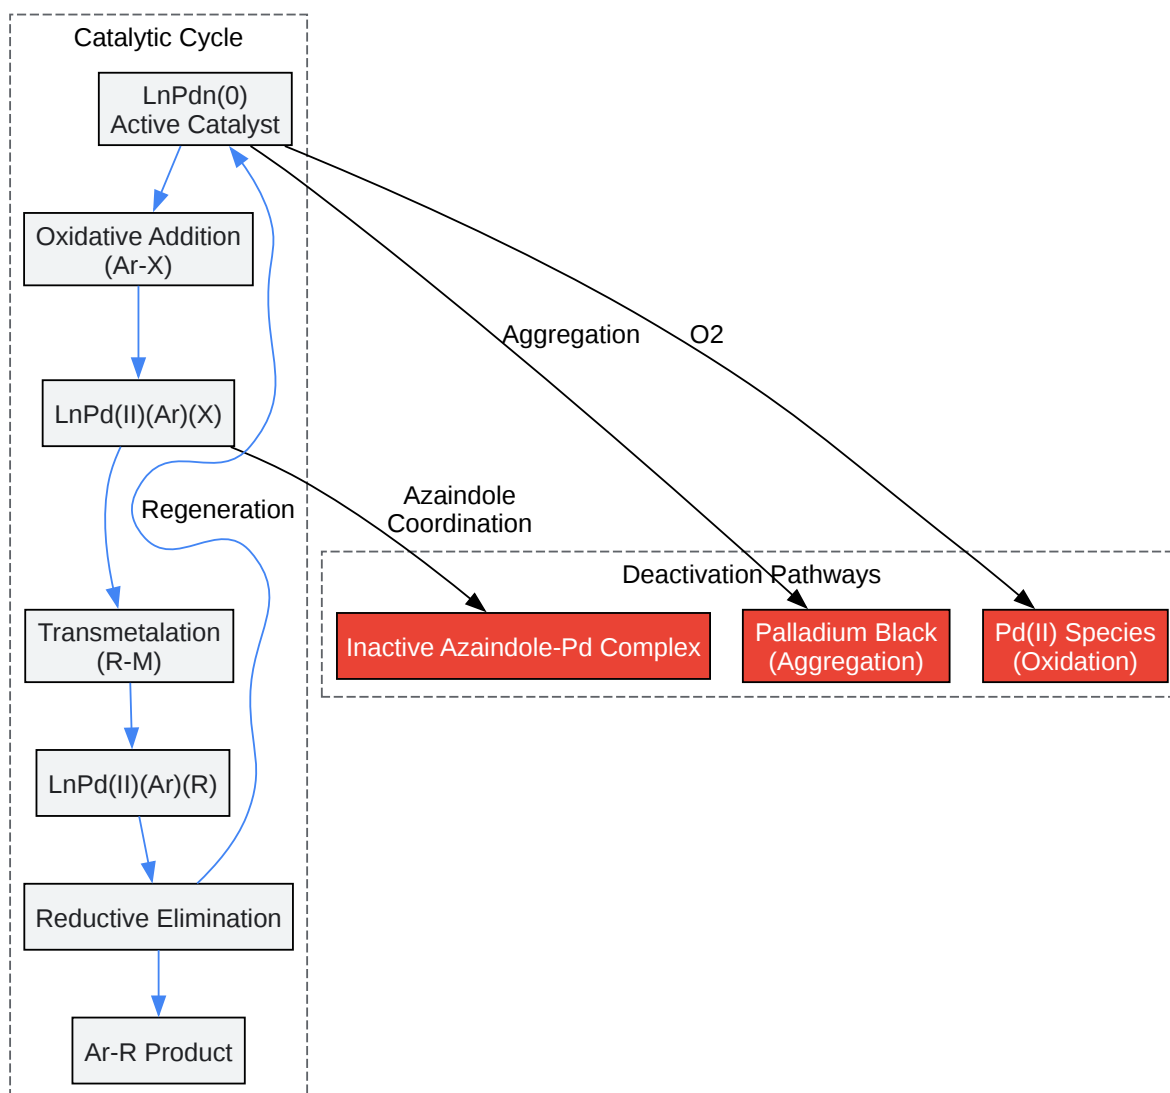 Catalytic Cycle
LnPdn(0)
Active Catalyst
Oxidative Addition
(Ar-X)
Aggregation
O2
LnPd(II)(Ar)(X)
Azaindole
Coordination
Regeneration
Deactivation Pathways
Inactive Azaindole-Pd Complex
Palladium Black
(Aggregation)
Pd(II) Species
(Oxidation)
Transmetalation
(R-M)
LnPd(II)(Ar)(R)
Reductive Elimination
Ar-R Product